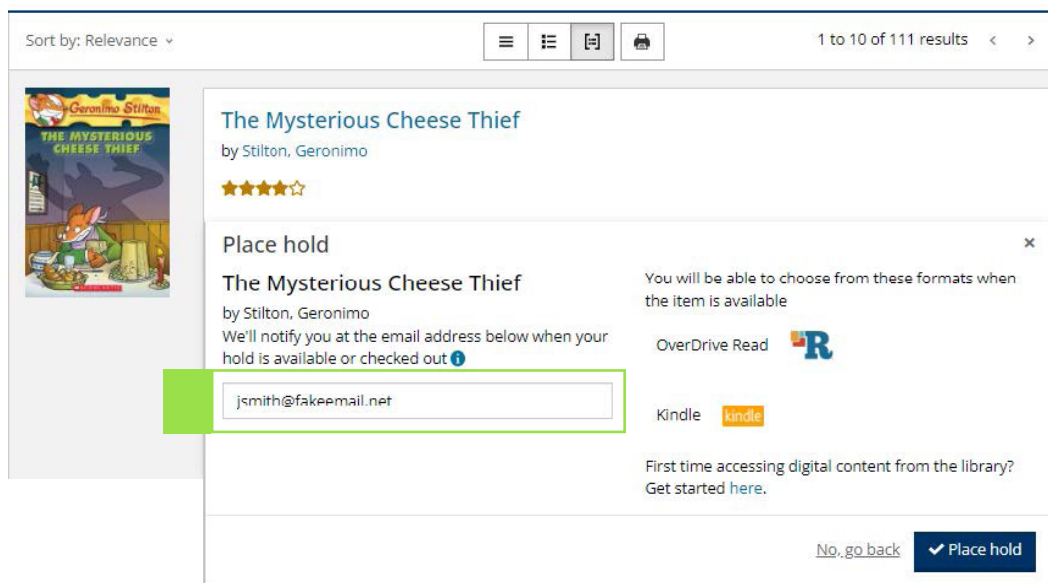 Sort by: Relevance
1 to 10 of 111 results
Geronimo Stilton
THE MYSTERIOUS
CHEESE THIEF
SCHOLASTIC
The Mysterious Cheese Thief
by Stilton, Geronimo
Place hold
The Mysterious Cheese Thief
by Stilton, Geronimo
We'll notify you at the email address below when your
hold is available or checked out
jsmith@fakeemail.net
You will be able to choose from these formats when
the item is available
OverDrive Read R
Kindle kindle
First time accessing digital content from the library?
Get started here.
No, go back
Place hold